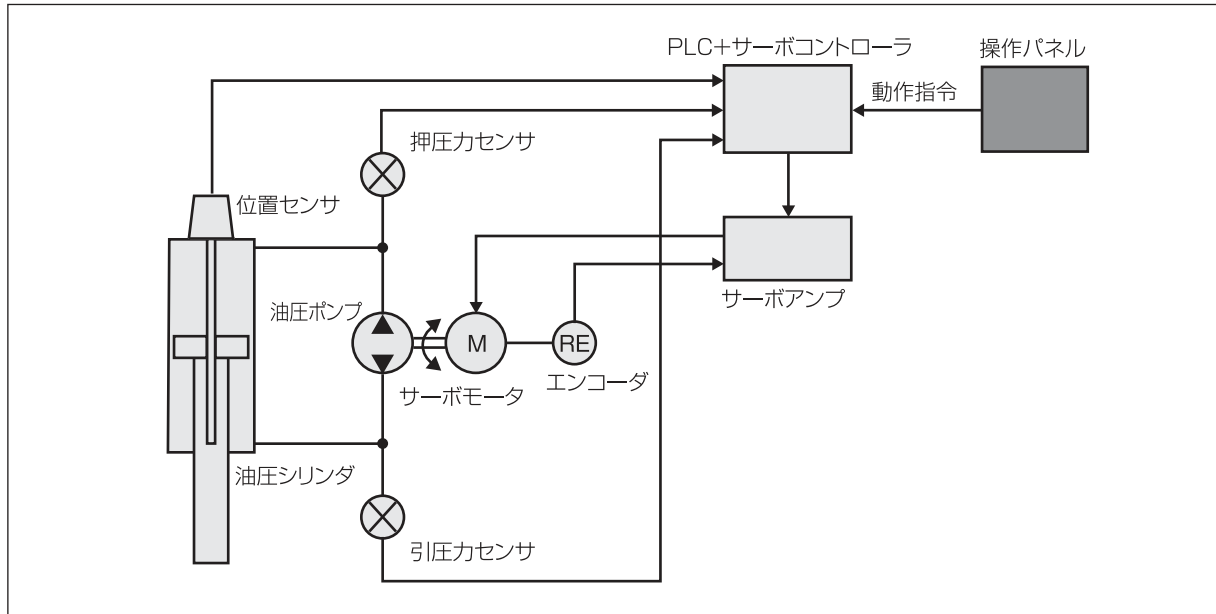 PLC＋サーボコントローラ
操作パネル
動作指令
押圧力センサ
位置センサ
サーボアンプ
油圧ポンプ
M
RE
エンコーダ
サーボモータ
油圧シリンダ
引圧力センサ